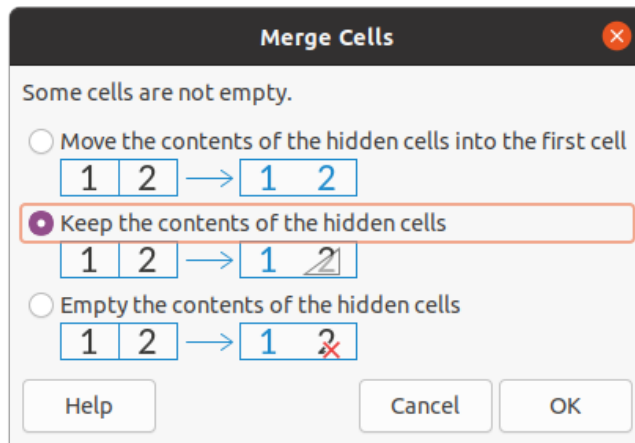 Merge Cells
Some cells are not empty.
Move the contents of the hidden cells into the first cell
1 2 1 2
Keep the contents of the hidden cells
1 2 1 2
Empty the contents of the hidden cells
1 2 1 2
Help Cancel OK